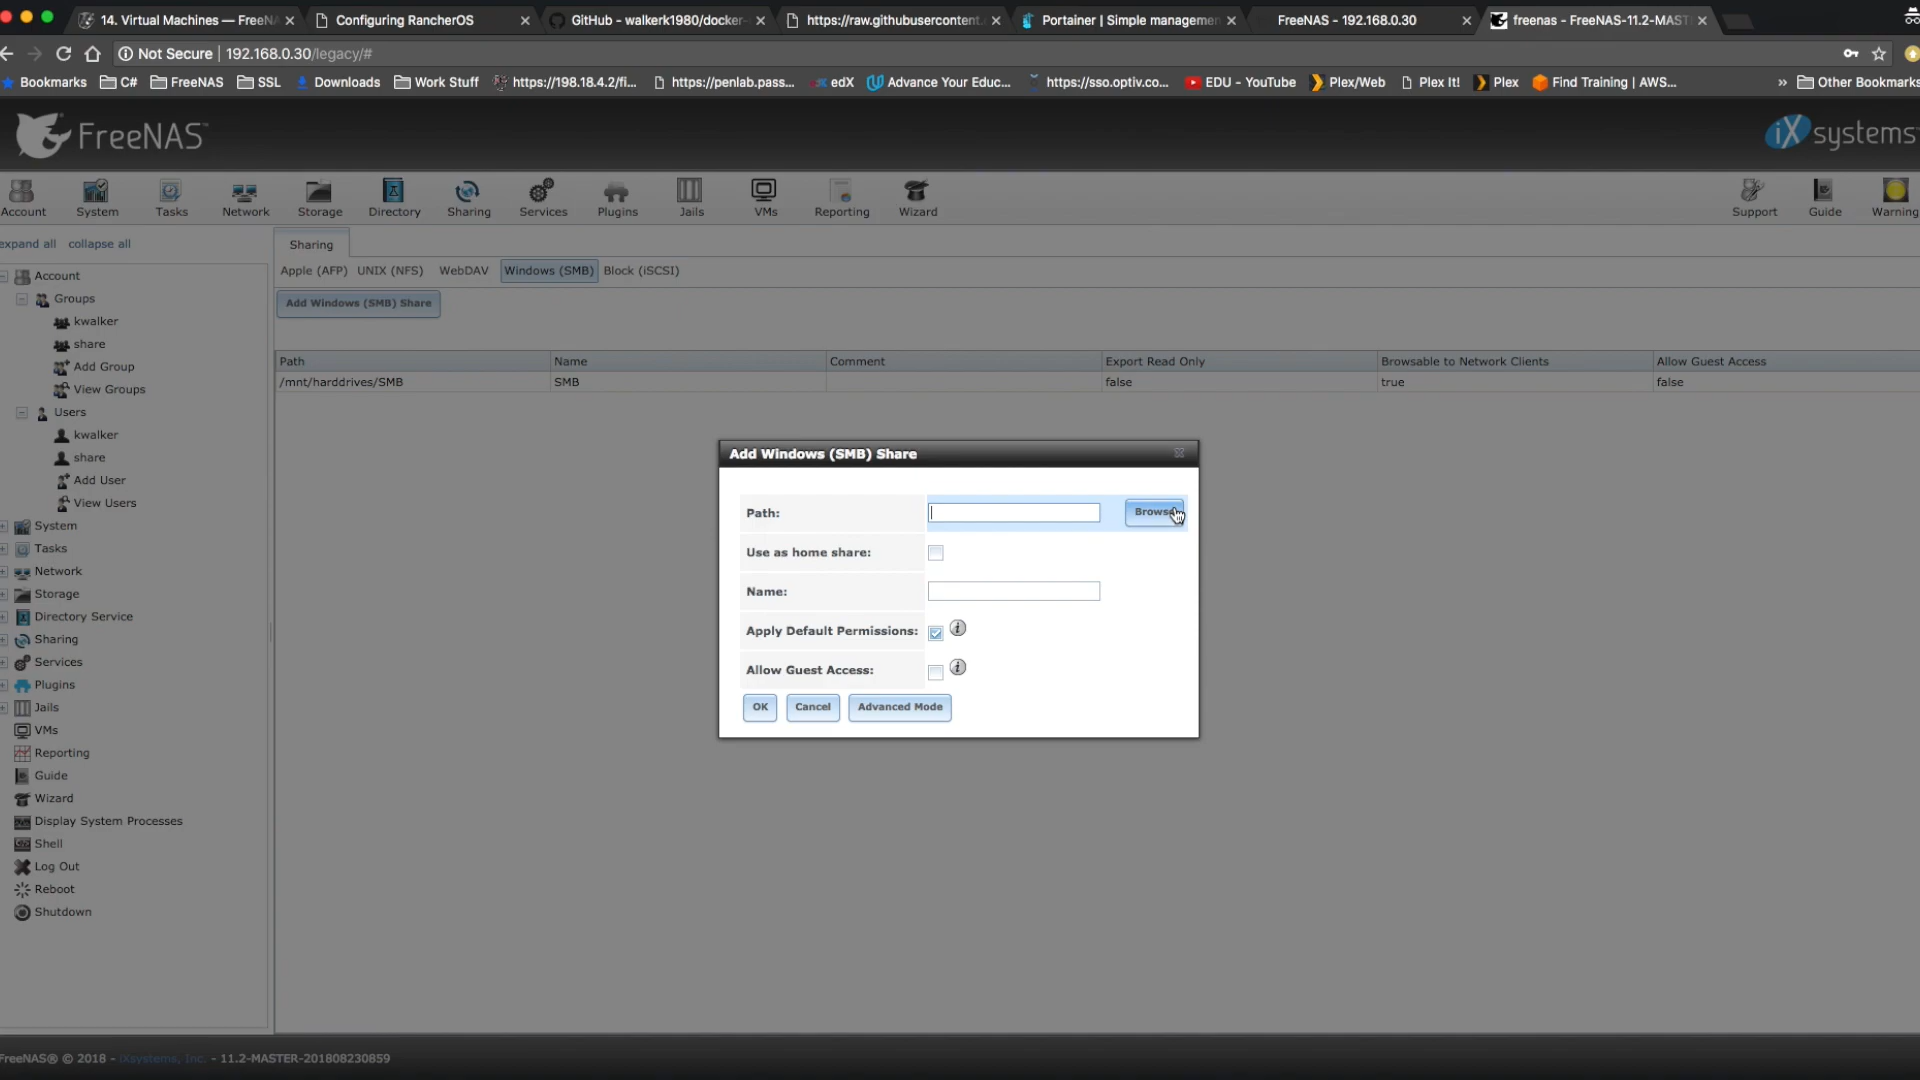 14. Virtual Machines — FreeN
Configuring RancherOS
GitHub - walkerk1980/docker-
https://raw.githubusercontent.
Portainer | Simple managemen
FreeNAS - 192.168.0.30
freenas - FreeNAS-11.2-MAST
Not Secure
192.168.0.30/legacy/#
Bookmarks
C#
FreeNAS
SSL
Downloads
Work Stuff
https://198.18.4.2/fi...
https://penlab.pass...
edX
Advance Your Educ...
https://sso.optiv.co...
EDU - YouTube
Plex/Web
Plex It!
Plex
Find Training | AWS...
»
Other Bookmarks
FreeNAS
iXsystems
Account
System
Tasks
Network
Storage
Directory
Sharing
Services
Plugins
Jails
VMs
Reporting
Wizard
Support
Guide
Warning
expand all
collapse all
Account
Groups
kwalker
share
Add Group
View Groups
Users
kwalker
share
Add User
View Users
System
Tasks
Network
Storage
Directory Service
Sharing
Services
Plugins
Jails
VMs
Reporting
Guide
Wizard
Display System Processes
Shell
Log Out
Reboot
Shutdown
Sharing
Apple (AFP)
UNIX (NFS)
WebDAV
Windows (SMB)
Block (iSCSI)
Add Windows (SMB) Share
Path
Name
Comment
Export Read Only
Browsable to Network Clients
Allow Guest Access
/mnt/harddrives/SMB
SMB
false
true
false
Add Windows (SMB) Share
Path:
Browse
Use as home share:
Name:
Apply Default Permissions:
Allow Guest Access:
OK
Cancel
Advanced Mode
FreeNAS® © 2018 - iXsystems, Inc. - 11.2-MASTER-201808230859